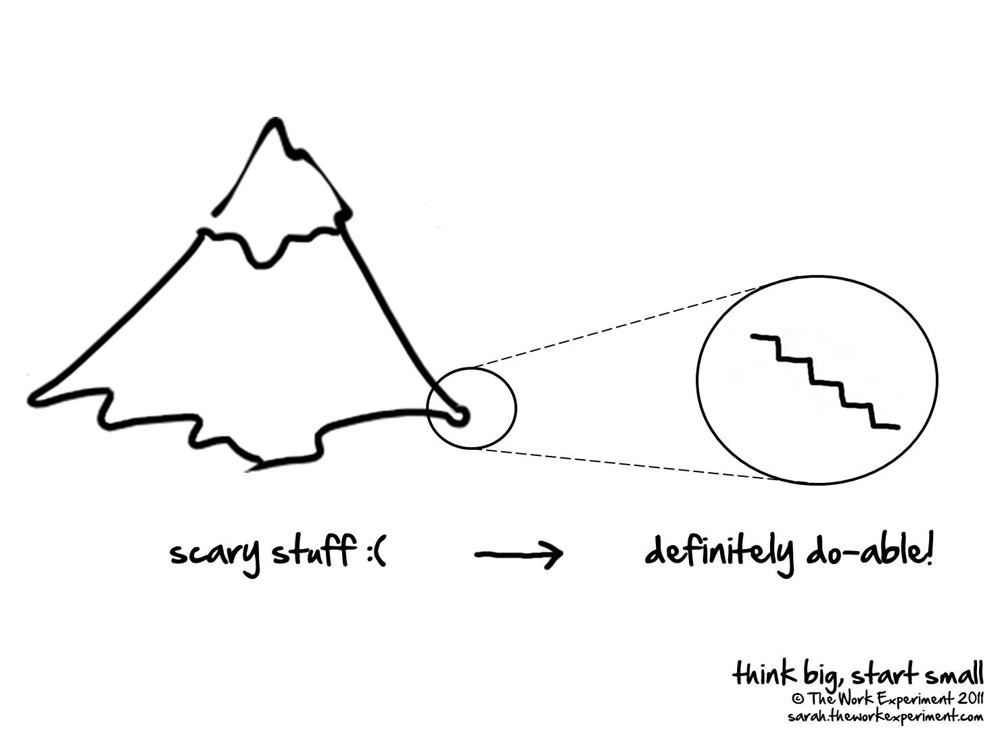 scary stuff :( → definitely do-able!
think big, start small
© The Work Experiment 2011
sarah.theworkexperiment.com